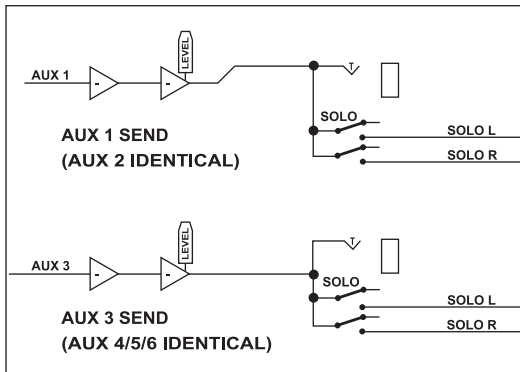 LEVEL
AUX 1
T
-
-
SOLO
SOLO L
AUX 1 SEND
(AUX 2 IDENTICAL)
SOLO R
LEVEL
T
AUX 3
-
-
SOLO
SOLO L
AUX 3 SEND
SOLO R
(AUX 4/5/6 IDENTICAL)